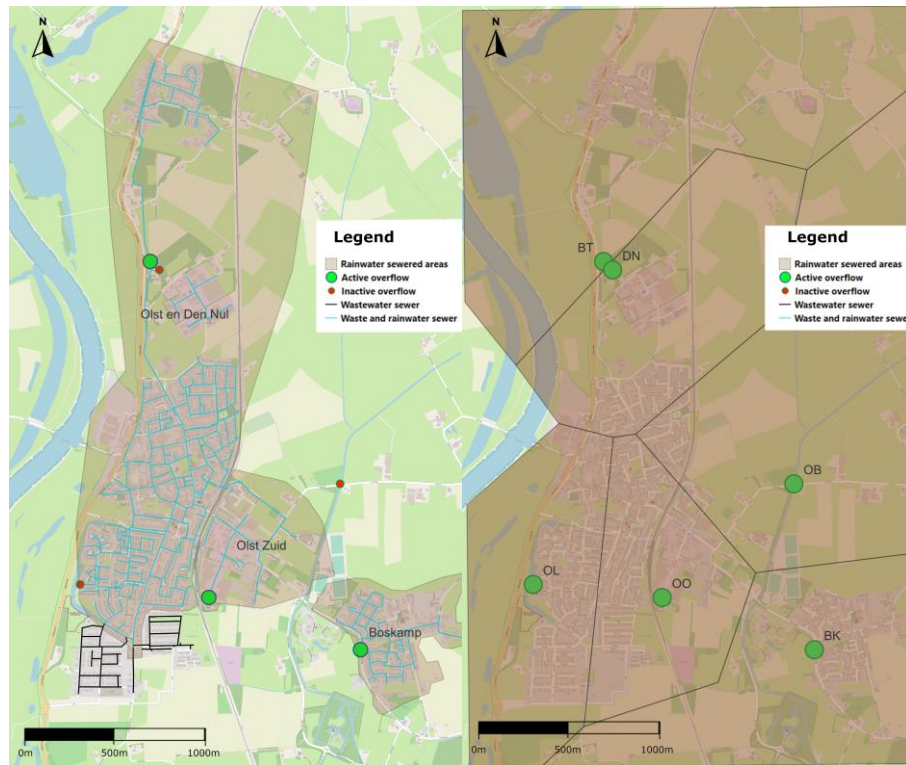 N
Legend
Rainwater sewered areas
Active overflow
Inactive overflow
Wastewater sewer
Waste and rainwater sewer
Olst en Den Nul
Olst Zuid
Boskamp
0m 500m 1000m
N
Legend
Rainwater sewered areas
Active overflow
Inactive overflow
Wastewater sewer
Waste and rainwater sewe
BT
DN
OB
OL
OO
BK
0m 500m 1000m